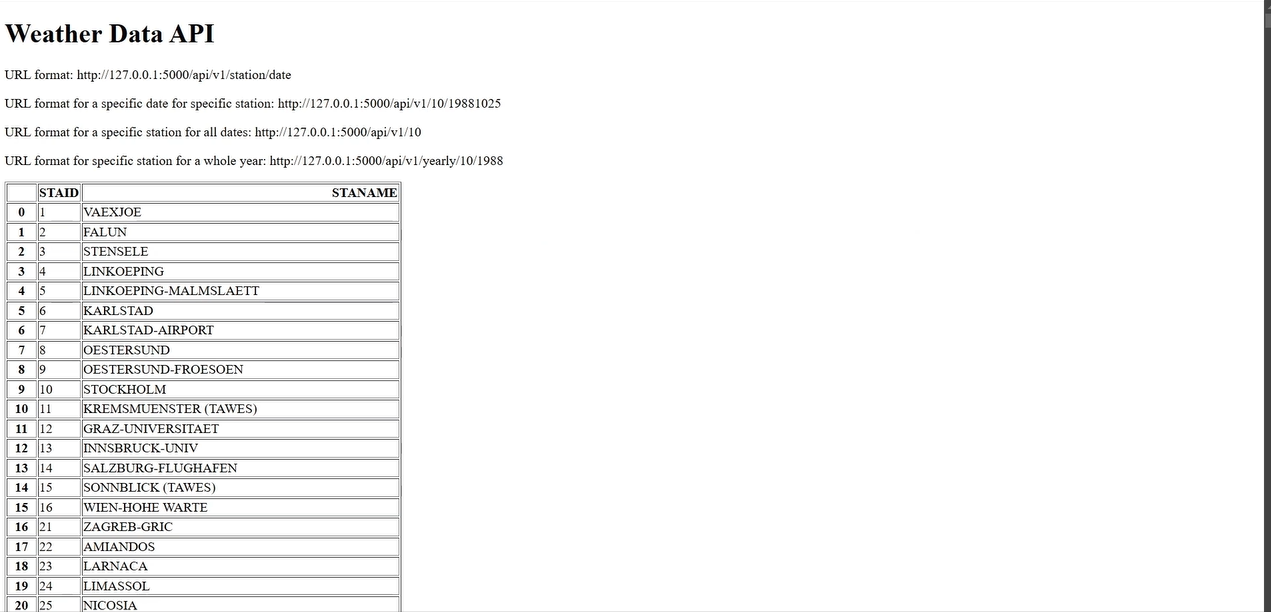 Weather Data API
URL format: http://127.0.0.1:5000/api/v1/station/date
URL format for a specific date for specific station: http://127.0.0.1:5000/api/v1/10/19881025
URL format for a specific station for all dates: http://127.0.0.1:5000/api/v1/10
URL format for specific station for a whole year: http://127.0.0.1:5000/api/v1/yearly/10/1988
STAID STANAME
0 1 VAEXJOE
1 2 FALUN
2 3 STENSELE
3 4 LINKOEPING
4 5 LINKOEPING-MALMSLAETT
5 6 KARLSTAD
6 7 KARLSTAD-AIRPORT
7 8 OESTERSUND
8 9 OESTERSUND-FROESOEN
9 10 STOCKHOLM
10 11 KREMSMUENSTER (TAWES)
11 12 GRAZ-UNIVERSITAET
12 13 INNSBRUCK-UNIV
13 14 SALZBURG-FLUGHAFEN
14 15 SONNBLICK (TAWES)
15 16 WIEN-HOHE WARTE
16 21 ZAGREB-GRIC
17 22 AMIANDOS
18 23 LARNACA
19 24 LIMASSOL
20 25 NICOSIA